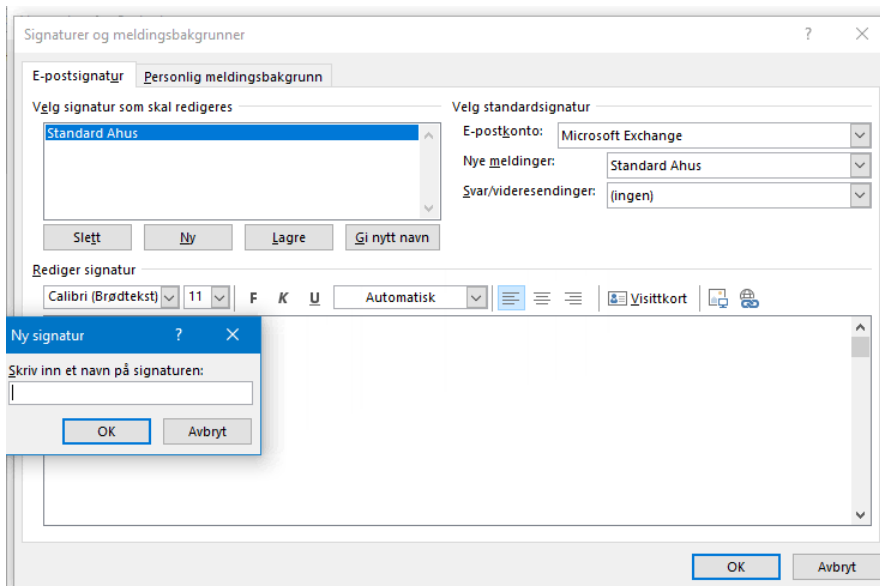 Signaturer og meldingsbakgrunner
?
E-postsignatur Personlig meldingsbakgrunn
Velg signatur som skal redigeres
Standard Ahus
Slett Ny Lagre Gi nytt navn
Velg standardsignatur
E-postkonto: Microsoft Exchange
Nye meldinger: Standard Ahus
Svar/videresendinger: (ingen)
Rediger signatur
Calibri (Brødtekst) 11 F K U Automatisk Visittkort
Ny signatur ?
Skriv inn et navn på signaturen:
OK Avbryt
OK Avbryt